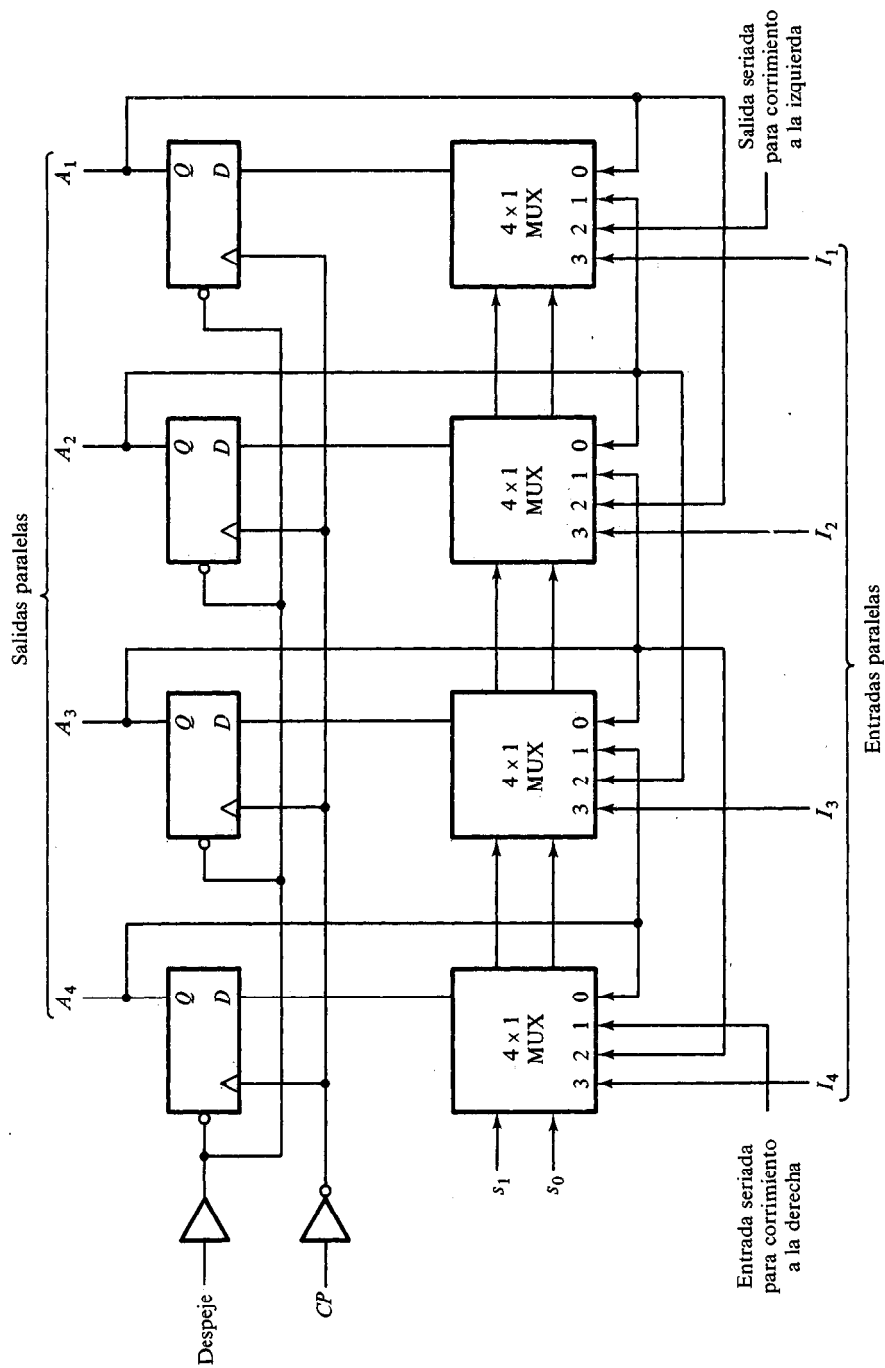 Salidas paralelas
A4
A3
A2
A1
Q
D
Q
D
Q
D
Q
D
Despeje
CP
s1
s0
4 × 1
MUX
3 2 1 0
4 × 1
MUX
3 2 1 0
4 × 1
MUX
3 2 1 0
4 × 1
MUX
3 2 1 0
Entrada seriada
para corrimiento
a la derecha
I4
I3
I2
I1
Salida seriada
para corrimiento
a la izquierda
Entradas paralelas